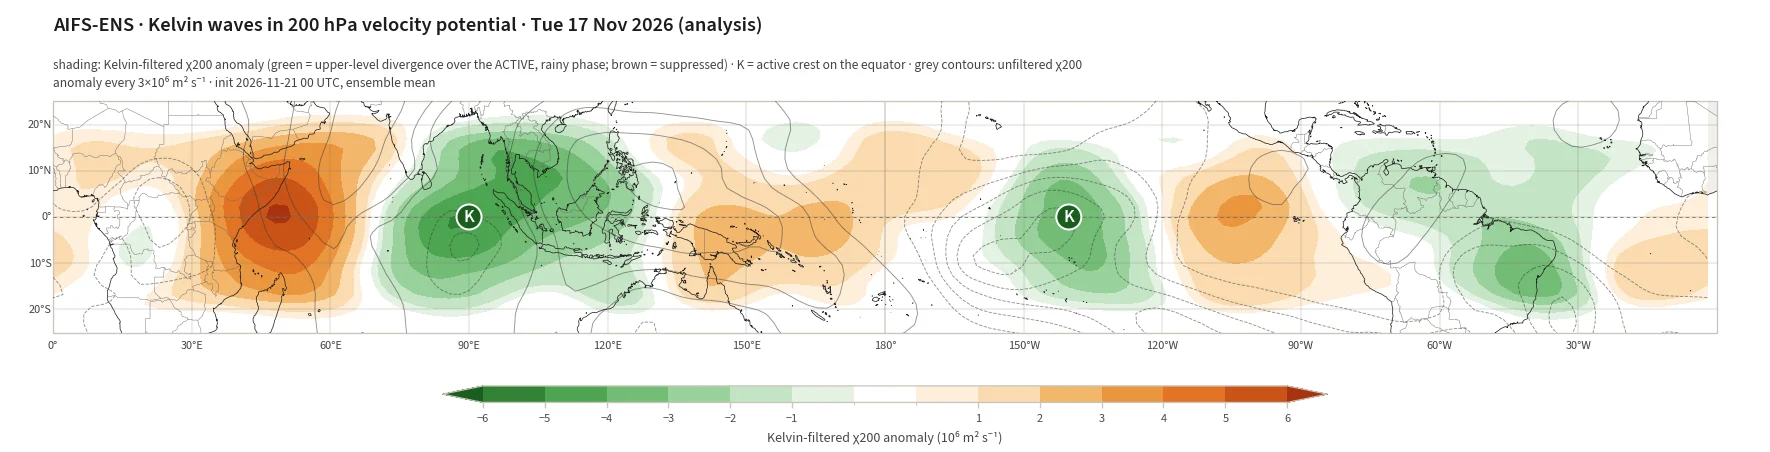 AIFS-ENS · Kelvin waves in 200 hPa velocity potential · Tue 17 Nov 2026 (analysis)
shading: Kelvin-filtered χ200 anomaly (green = upper-level divergence over the ACTIVE, rainy phase; brown = suppressed) · K = active crest on the equator · grey contours: unfiltered χ200
anomaly every 3×10⁶ m² s⁻¹ · init 2026-11-21 00 UTC, ensemble mean
20°N
10°N
0°
10°S
20°S
K
K
0° 30°E 60°E 90°E 120°E 150°E 180° 150°W 120°W 90°W 60°W 30°W
−6 −5 −4 −3 −2 −1 1 2 3 4 5 6
Kelvin-filtered χ200 anomaly (10⁶ m² s⁻¹)